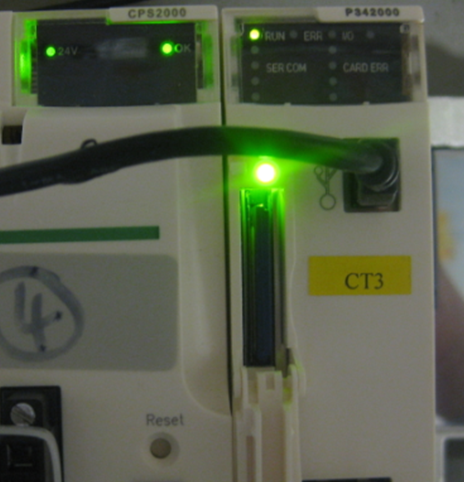 CPS2000
P342000
24V OK
RUN ERR I/O
SER COM CARD ERR
CT3
4
Reset